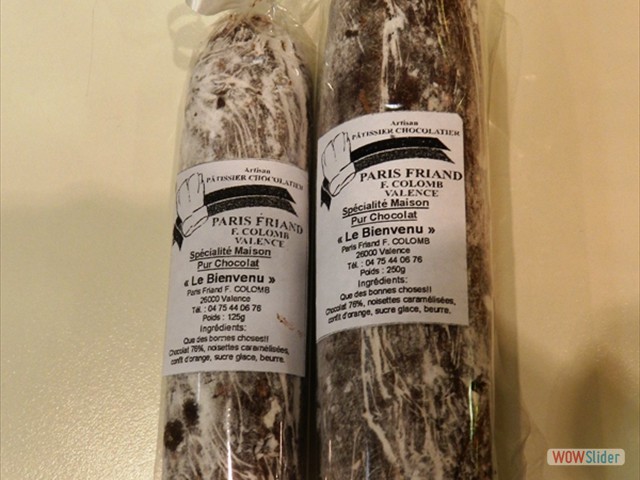 Artisan
PÂTISSIER CHOCOLATIER
PARIS FRIAND
F. COLOMB
VALENCE
Spécialité Maison
Pur Chocolat
« Le Bienvenu »
Paris Friand F. COLOMB
26000 Valence
Tél. : 04 75 44 06 76
Poids : 125g
Ingrédients:
Que des bonnes choses!!
Chocolat 76%, noisettes caramélisées,
confit d'orange, sucre glace, beurre.
Artisan
PÂTISSIER CHOCOLATIER
PARIS FRIAND
F. COLOMB
VALENCE
Spécialité Maison
Pur Chocolat
« Le Bienvenu »
Paris Friand F. COLOMB
26000 Valence
Tél. : 04 75 44 06 76
Poids : 250g
Ingrédients:
Que des bonnes choses!!
Chocolat 76%, noisettes caramélisées,
confit d'orange, sucre glace, beurre.
WOWSlider